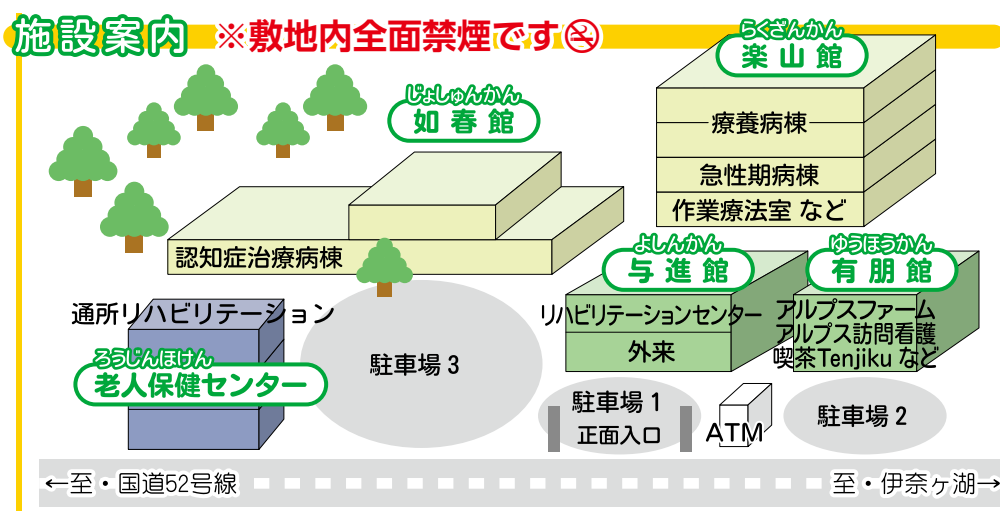 施設案内
※敷地内全面禁煙です
らくざんかん
楽山館
療養病棟
急性期病棟
作業療法室 など
じょしゅんかん
如春館
認知症治療病棟
よしんかん
与進館
リハビリテーションセンター
外来
ゆうほうかん
有朋館
アルプスファーム
アルプス訪問看護
喫茶Tenjiku など
通所リハビリテーション
ろうじんほけん
老人保健センター
駐車場 3
駐車場 1
正面入口
ATM
駐車場 2
←至・国道52号線
至・伊奈ヶ湖→